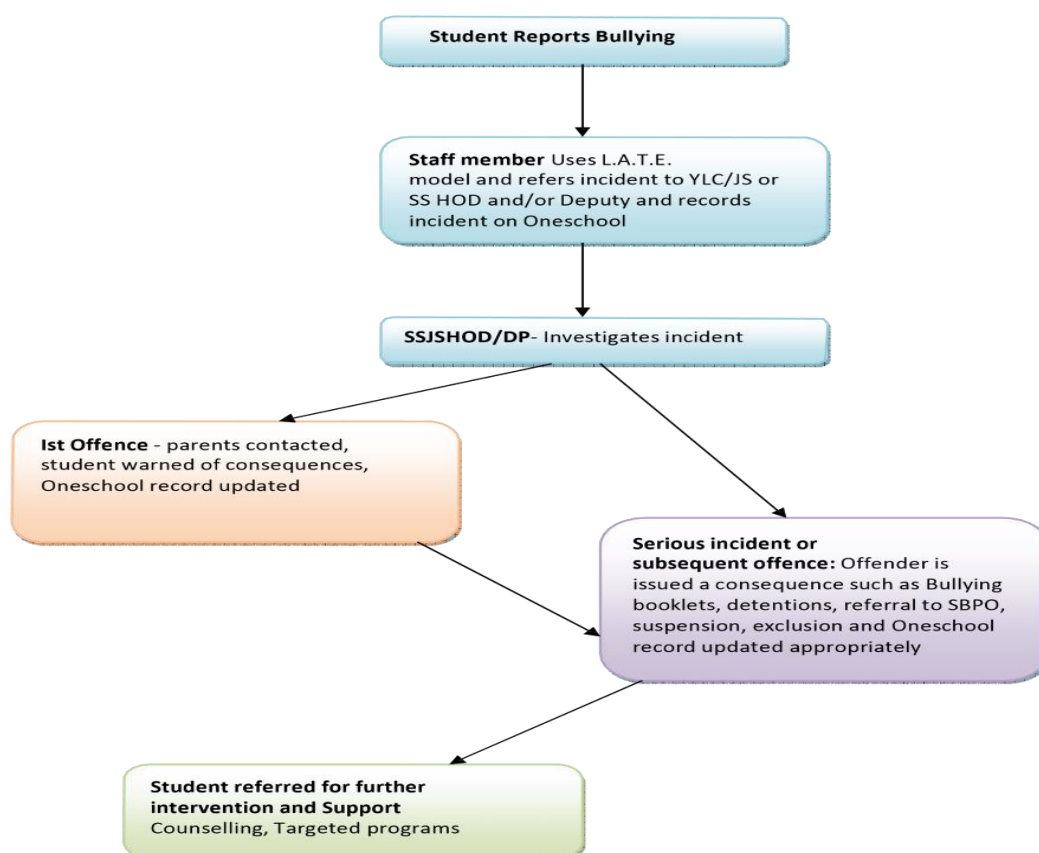 Student Reports Bullying
Staff member Uses L.A.T.E.
model and refers incident to YLC/JS or
SS HOD and/or Deputy and records
incident on Oneschool
SSJSHOD/DP- Investigates incident
Ist Offence - parents contacted,
student warned of consequences,
Oneschool record updated
Serious incident or
subsequent offence: Offender is
issued a consequence such as Bullying
booklets, detentions, referral to SBPO,
suspension, exclusion and Oneschool
record updated appropriately
Student referred for further
intervention and Support
Counselling, Targeted programs